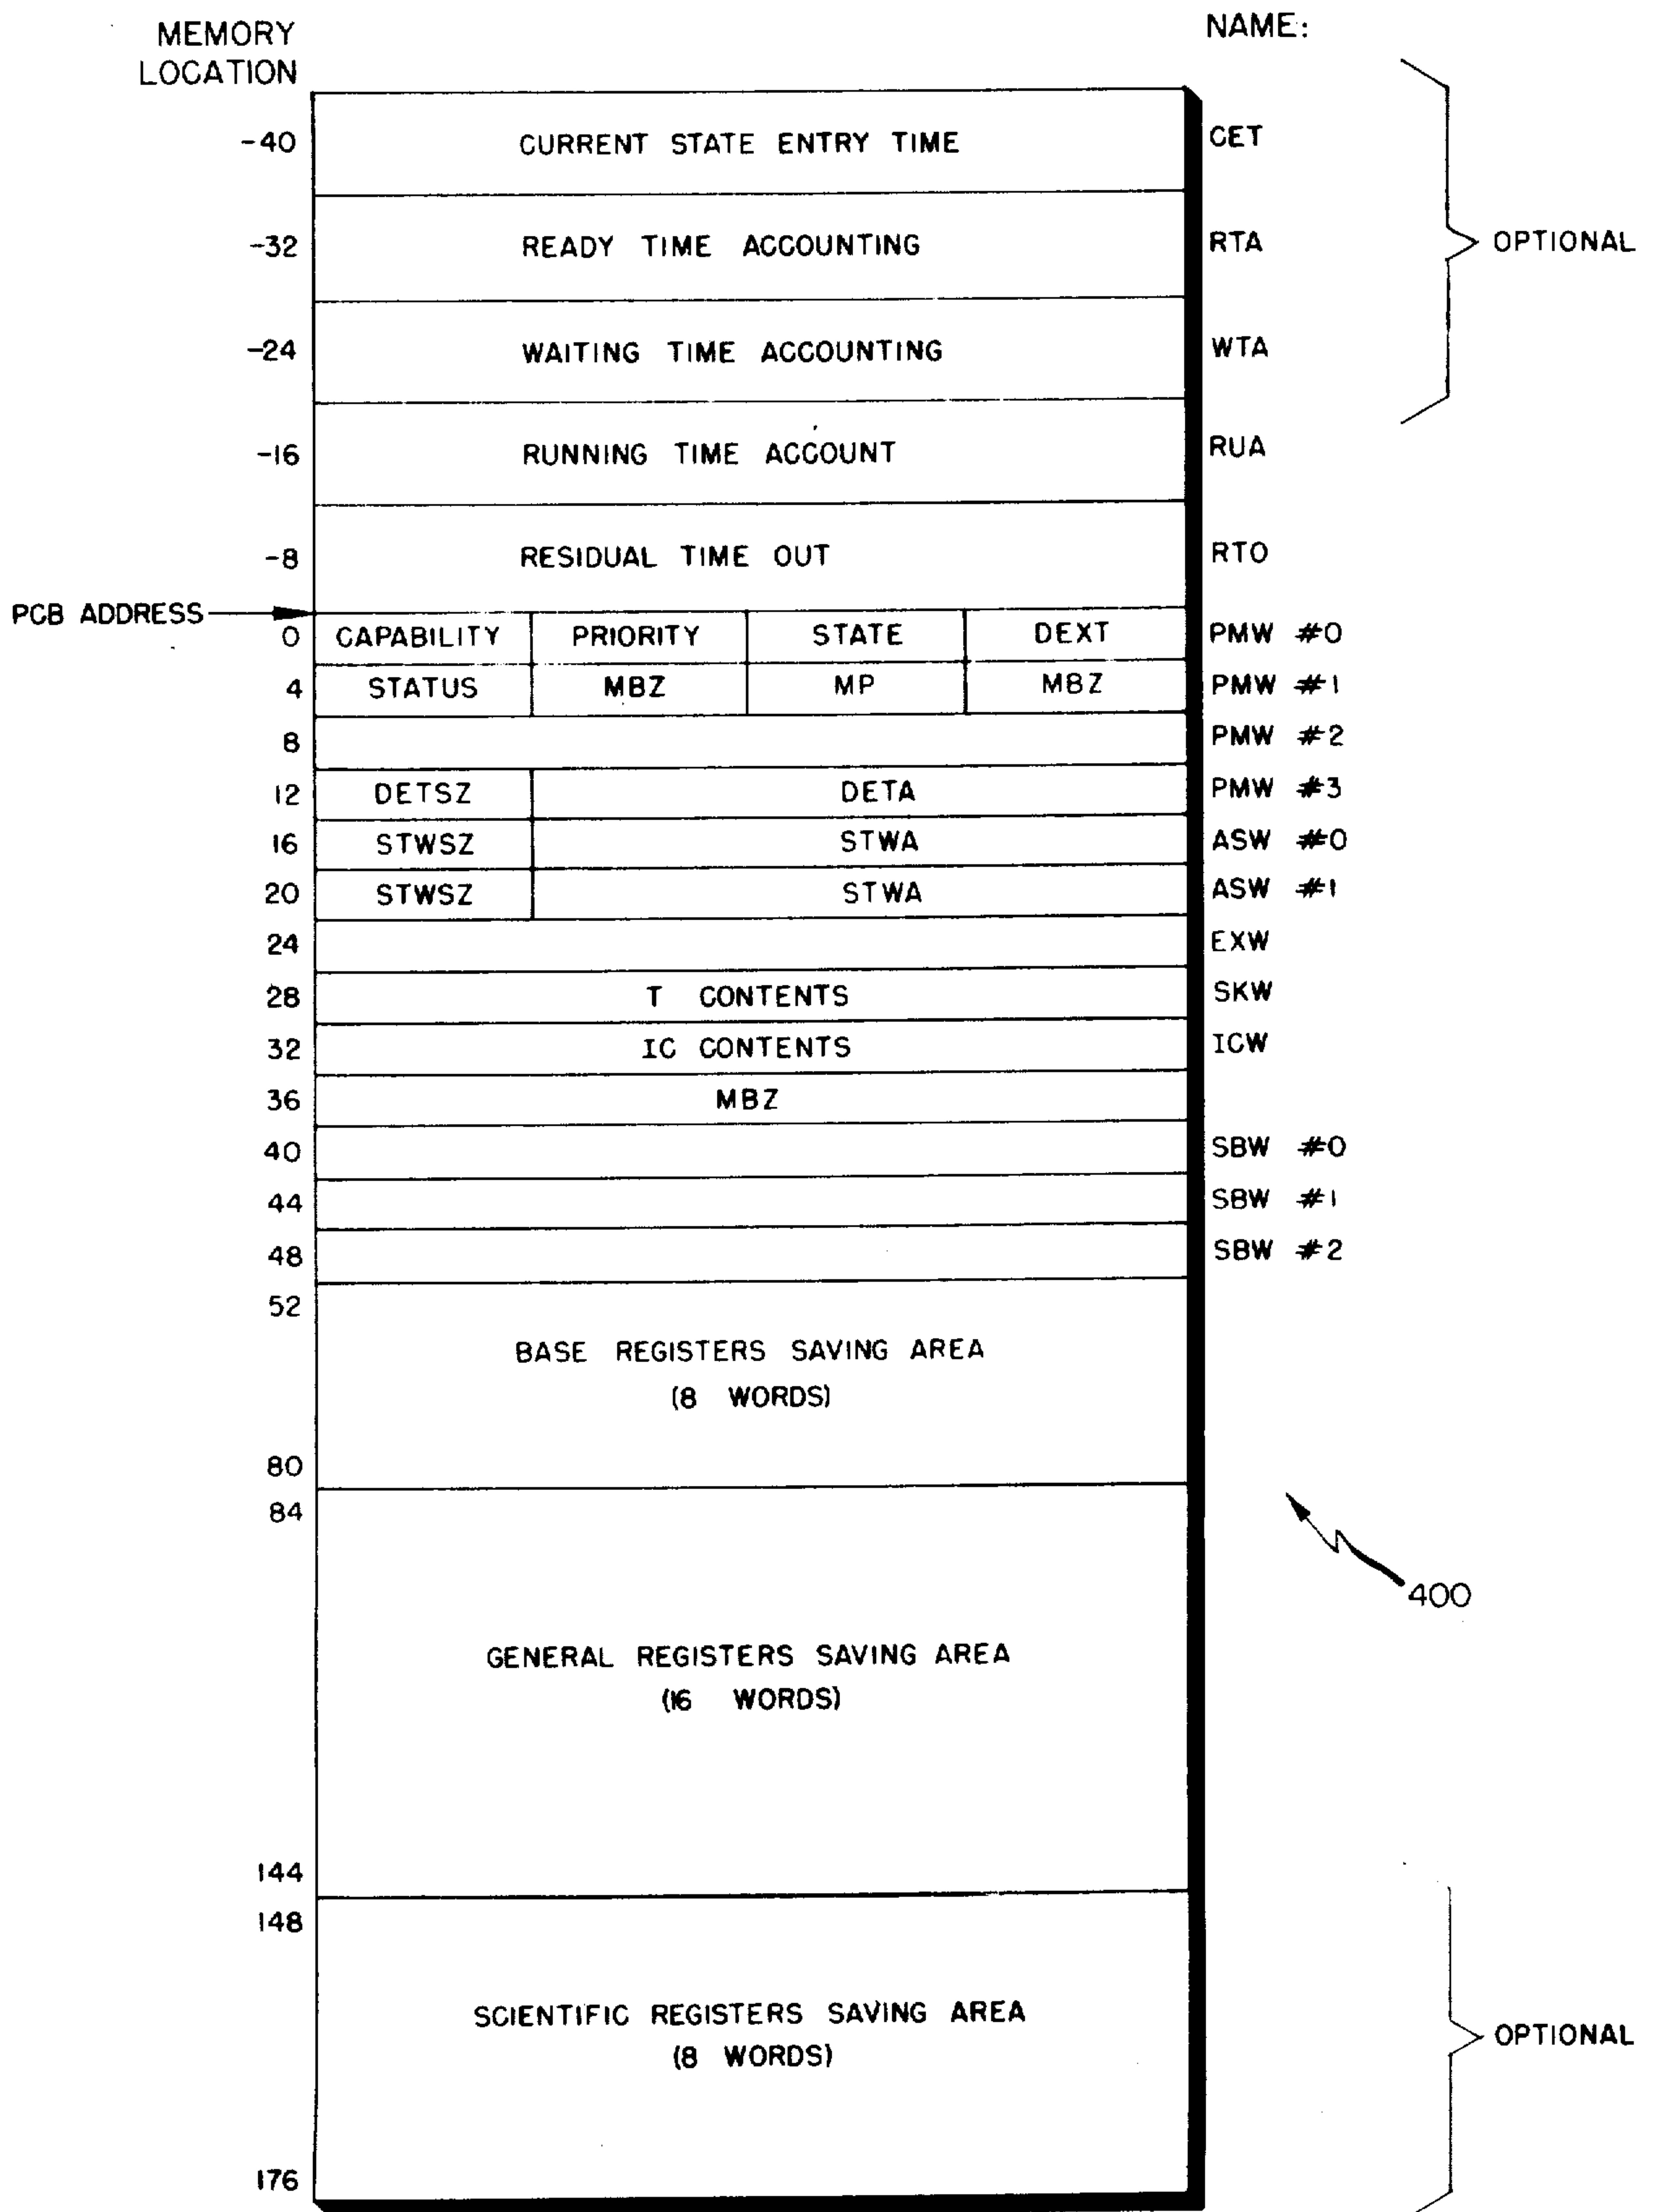 MEMORY LOCATION NAME:
-40 CURRENT STATE ENTRY TIME CET
-32 READY TIME ACCOUNTING RTA
OPTIONAL
-24 WAITING TIME ACCOUNTING WTA
-16 RUNNING TIME ACCOUNT RUA
-8 RESIDUAL TIME OUT RTO
PCB ADDRESS
0 CAPABILITY PRIORITY STATE DEXT PMW #0
4 STATUS MBZ MP MBZ PMW #1
8 PMW #2
12 DETSZ DETA PMW #3
16 STWSZ STWA ASW #0
20 STWSZ STWA ASW #1
24 EXW
28 T CONTENTS SKW
32 IC CONTENTS ICW
36 MBZ
40 SBW #0
44 SBW #1
48 SBW #2
52
BASE REGISTERS SAVING AREA
(8 WORDS)
80
84
400
GENERAL REGISTERS SAVING AREA
(16 WORDS)
144
148
SCIENTIFIC REGISTERS SAVING AREA
(8 WORDS)
OPTIONAL
176